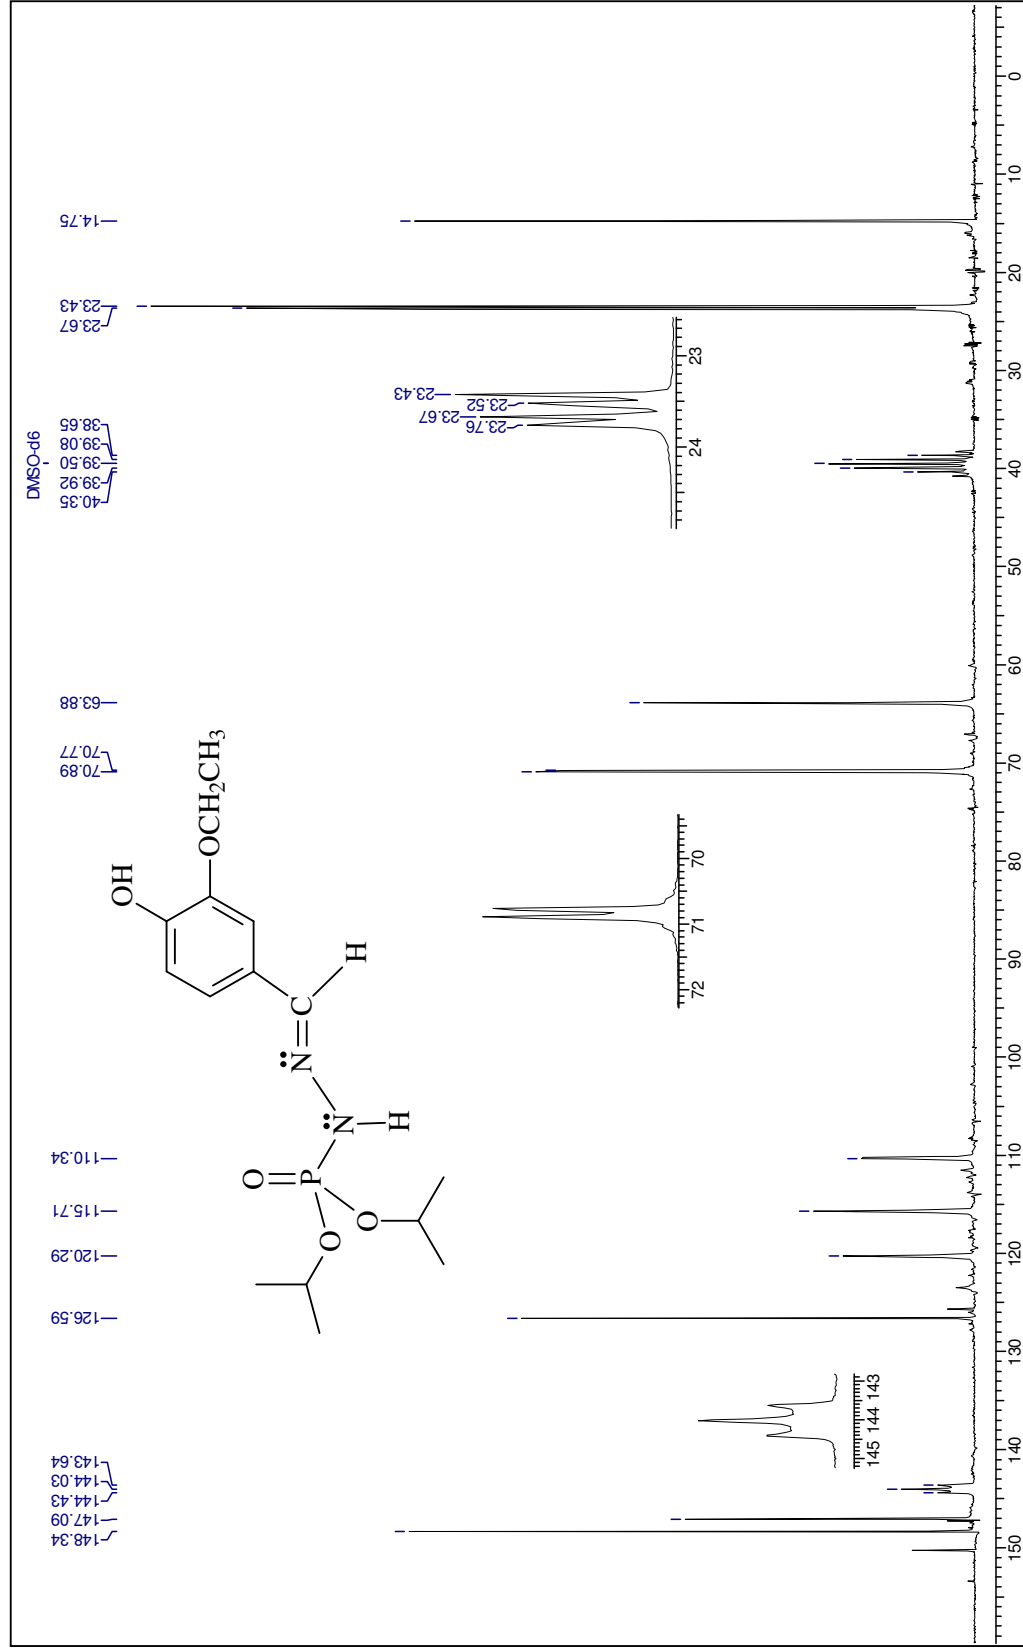 DMSO-d6
148.34
147.09
144.43
144.03
143.64
126.59
120.29
115.71
110.34
70.89
70.77
63.88
40.35
39.92
39.50
39.08
38.65
23.67
23.43
14.75
OH
OCH2CH3
C
H
N
N
H
O
P
O
O
23.76
23.67
23.52
23.43
24 23
72 71 70
145 144 143
150 140 130 120 110 100 90 80 70 60 50 40 30 20 10 0